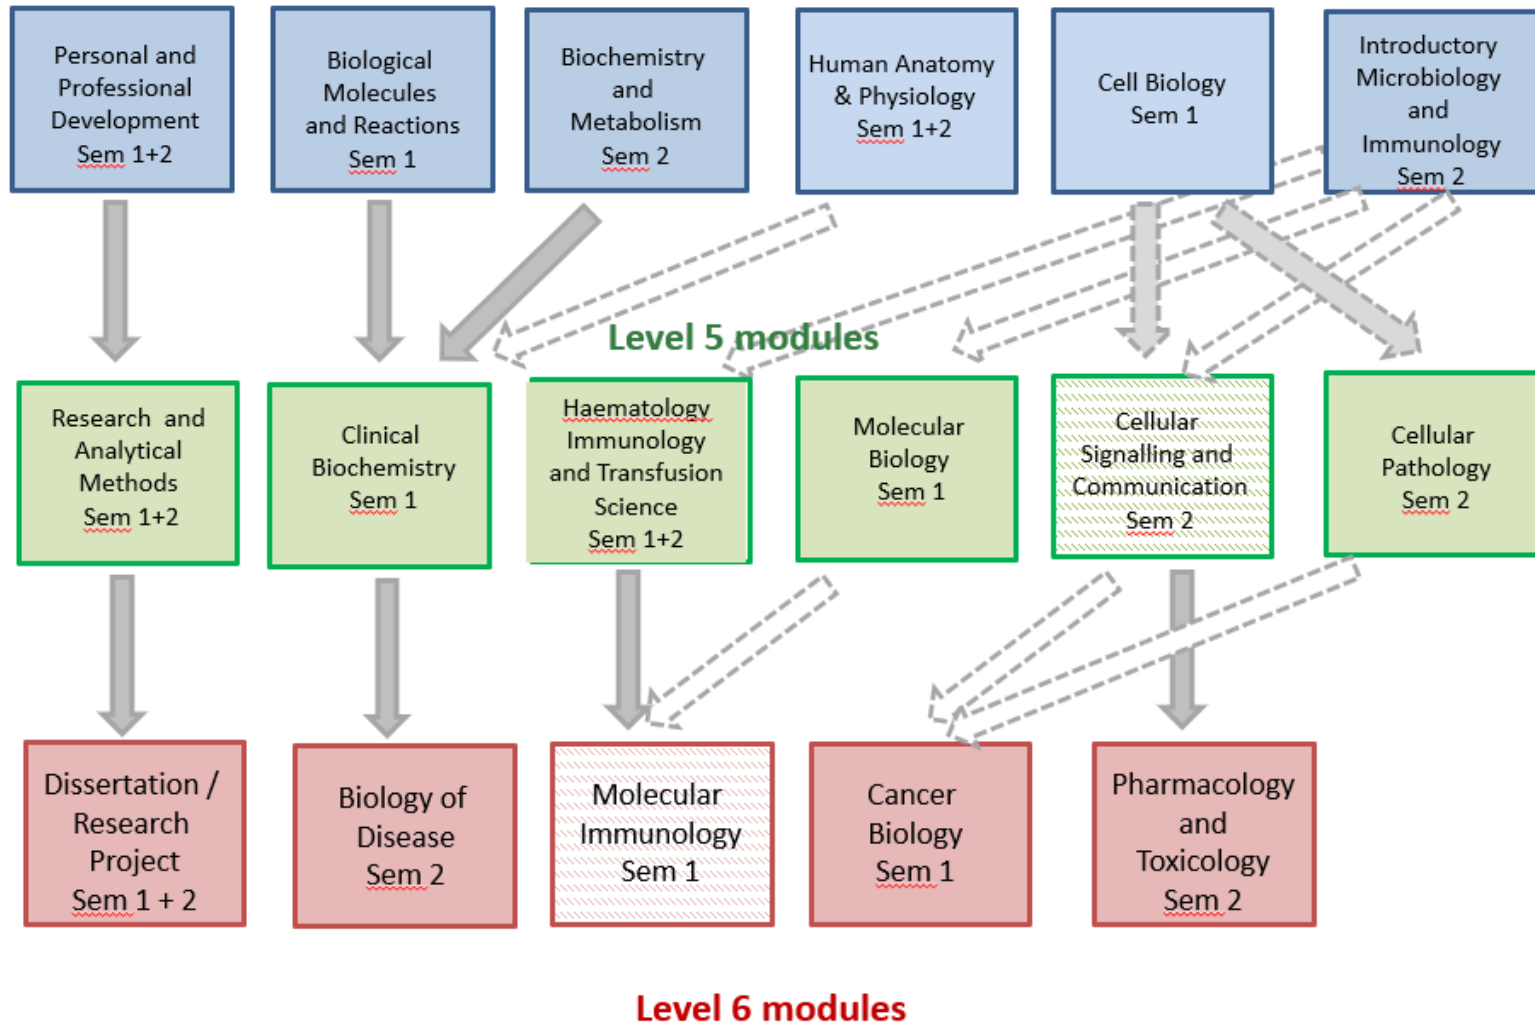 Personal and
Professional
Development
Sem 1+2
Biological
Molecules
and Reactions
Sem 1
Biochemistry
and
Metabolism
Sem 2
Human Anatomy
& Physiology
Sem 1+2
Cell Biology
Sem 1
Introductory
Microbiology
and
Immunology
Sem 2
Level 5 modules
Research and
Analytical
Methods
Sem 1+2
Clinical
Biochemistry
Sem 1
Haematology
Immunology
and Transfusion
Science
Sem 1+2
Molecular
Biology
Sem 1
Cellular
Signalling and
Communication
Sem 2
Cellular
Pathology
Sem 2
Dissertation /
Research
Project
Sem 1 + 2
Biology of
Disease
Sem 2
Molecular
Immunology
Sem 1
Cancer
Biology
Sem 1
Pharmacology
and
Toxicology
Sem 2
Level 6 modules